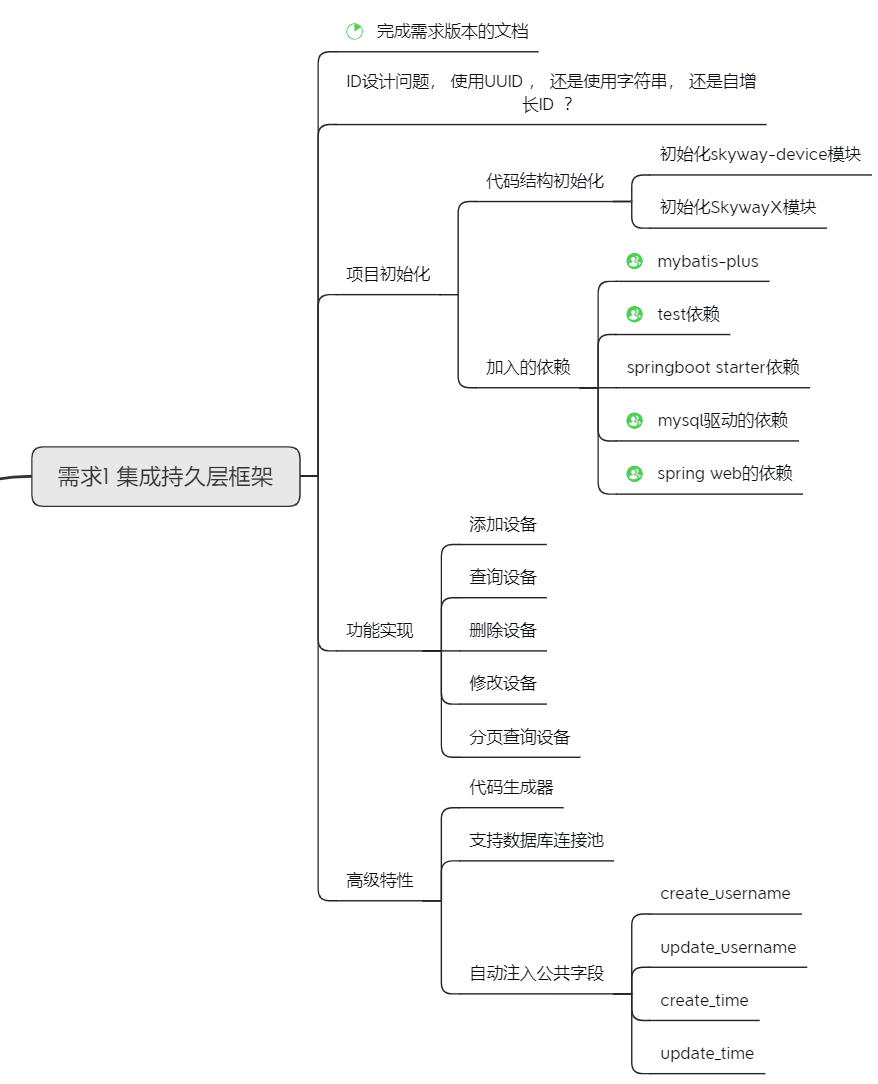 完成需求版本的文档
ID设计问题， 使用UUID ， 还是使用字符串， 还是自增
长ID ？
初始化skyway-device模块
代码结构初始化
初始化SkywayX模块
mybatis-plus
项目初始化
test依赖
加入的依赖
springboot starter依赖
mysql驱动的依赖
需求1 集成持久层框架
spring web的依赖
添加设备
查询设备
功能实现
删除设备
修改设备
分页查询设备
代码生成器
支持数据库连接池
高级特性
create_username
update_username
自动注入公共字段
create_time
update_time